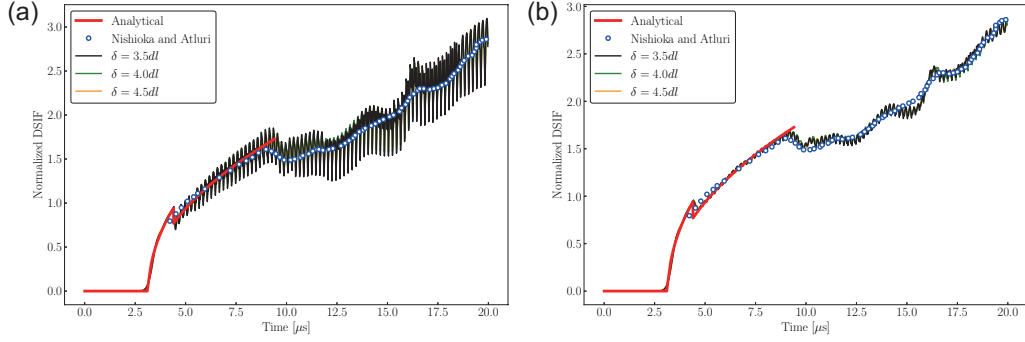 (a)
Analytical
Nishioka and Atluri
δ = 3.5dl
δ = 4.0dl
δ = 4.5dl
Normalized DSIF
3.0
2.5
2.0
1.5
1.0
0.5
0.0
0.0 2.5 5.0 7.5 10.0 12.5 15.0 17.5 20.0
Time [μs]
(b)
Analytical
Nishioka and Atluri
δ = 3.5dl
δ = 4.0dl
δ = 4.5dl
Normalized DSIF
3.0
2.5
2.0
1.5
1.0
0.5
0.0
0.0 2.5 5.0 7.5 10.0 12.5 15.0 17.5 20.0
Time [μs]